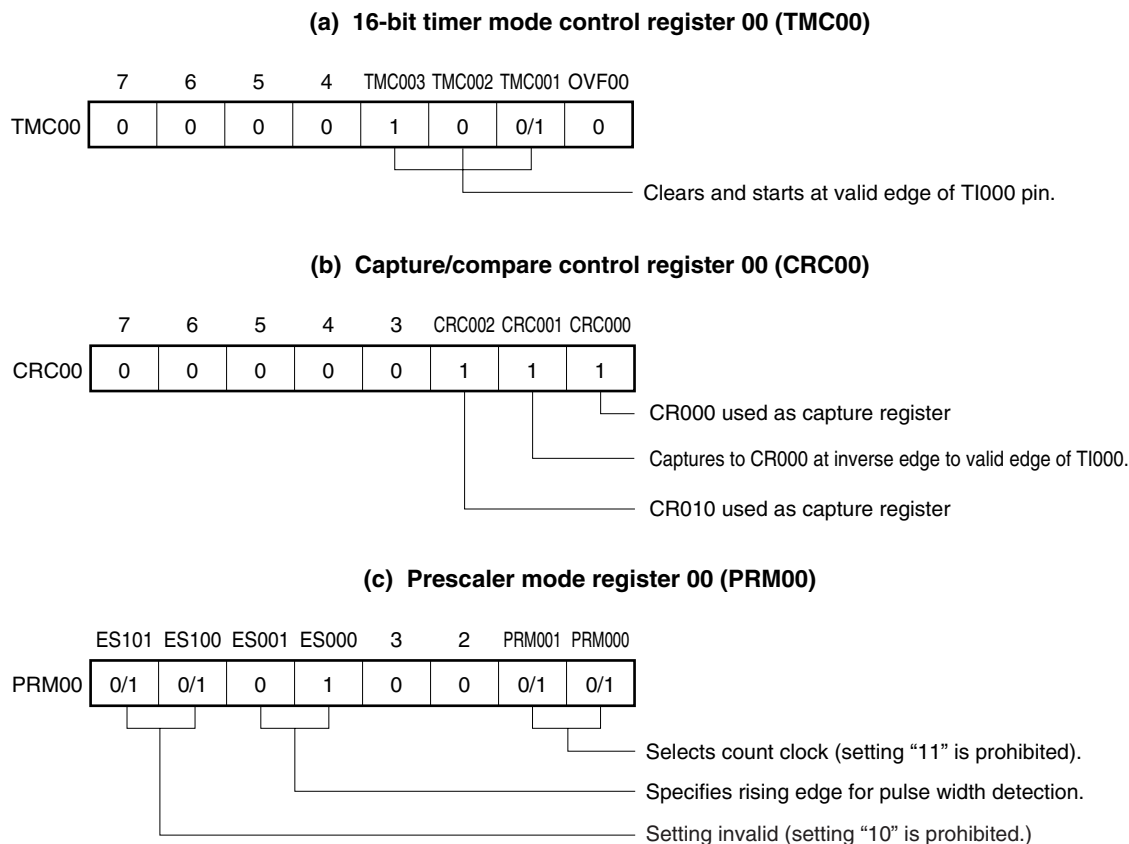 (a) 16-bit timer mode control register 00 (TMC00)
7 6 5 4 TMC003 TMC002 TMC001 OVF00
TMC00 0 0 0 0 1 0 0/1 0
Clears and starts at valid edge of TI000 pin.
(b) Capture/compare control register 00 (CRC00)
7 6 5 4 3 CRC002 CRC001 CRC000
CRC00 0 0 0 0 0 1 1 1
CR000 used as capture register
Captures to CR000 at inverse edge to valid edge of TI000.
CR010 used as capture register
(c) Prescaler mode register 00 (PRM00)
ES101 ES100 ES001 ES000 3 2 PRM001 PRM000
PRM00 0/1 0/1 0 1 0 0 0/1 0/1
Selects count clock (setting “11” is prohibited).
Specifies rising edge for pulse width detection.
Setting invalid (setting “10” is prohibited.)